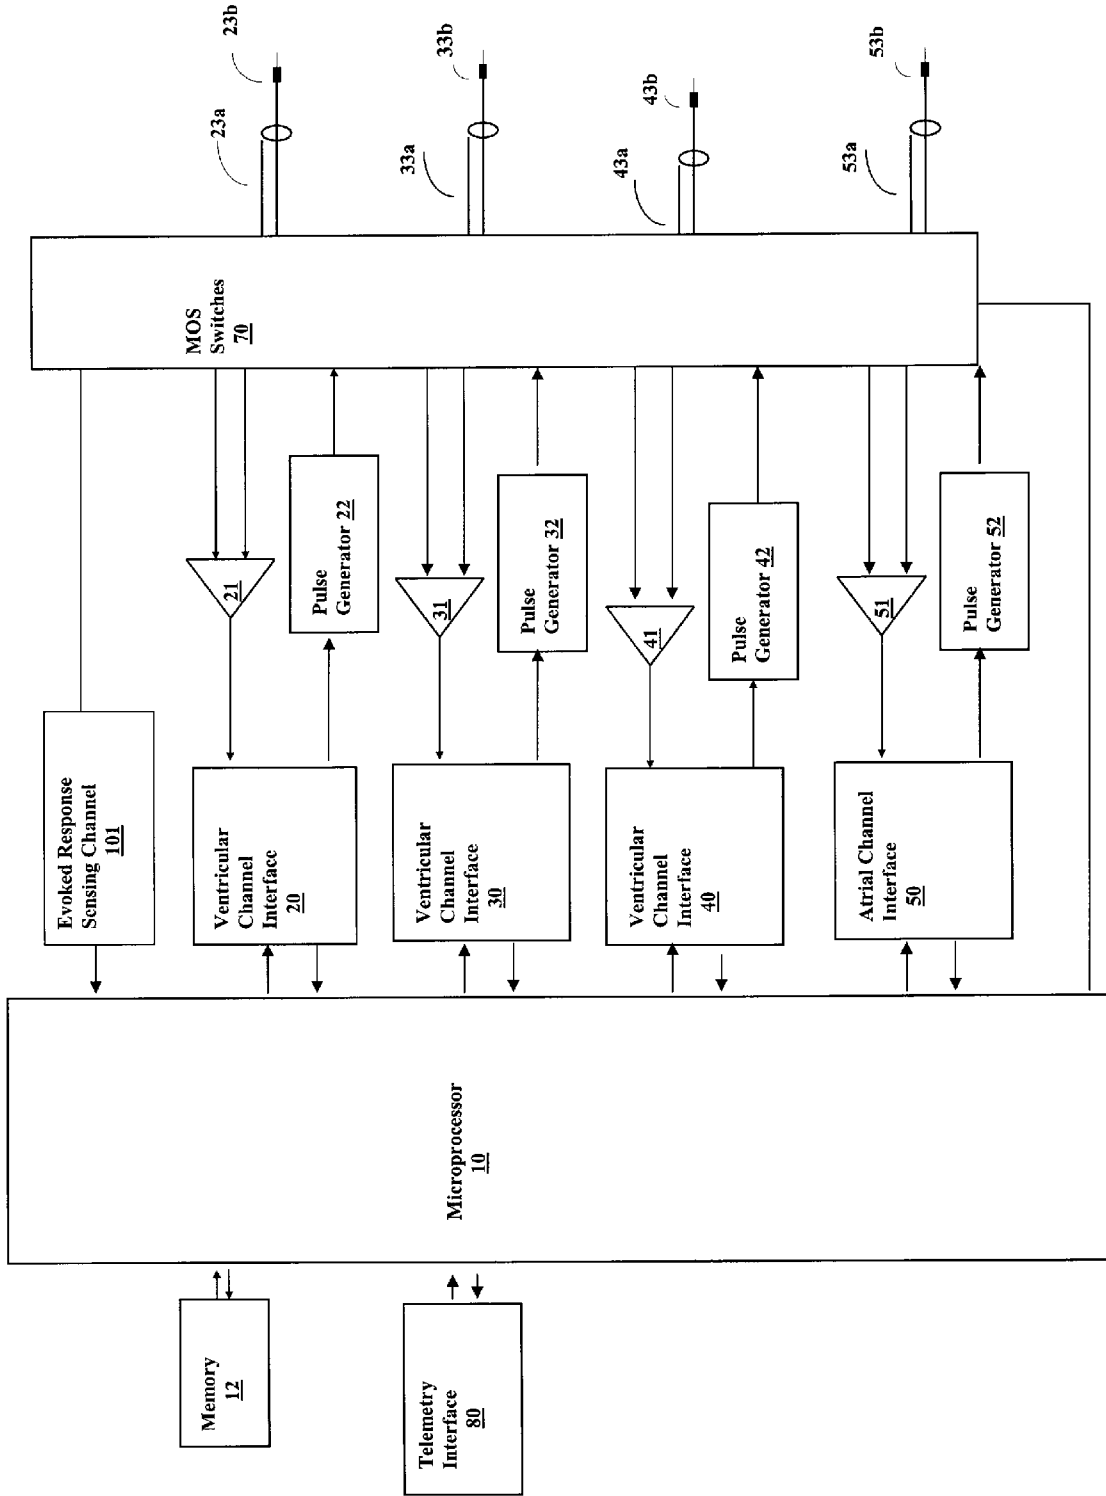 Memory
12
Telemetry
Interface
80
Microprocessor
10
Evoked Response
Sensing Channel
101
Ventricular
Channel
Interface
20
21
Pulse
Generator 22
Ventricular
Channel
Interface
30
31
Pulse
Generator 32
Ventricular
Channel
Interface
40
41
Pulse
Generator 42
Atrial Channel
Interface
50
51
Pulse
Generator 52
MOS
Switches
70
23a
23b
33a
33b
43a
43b
53a
53b